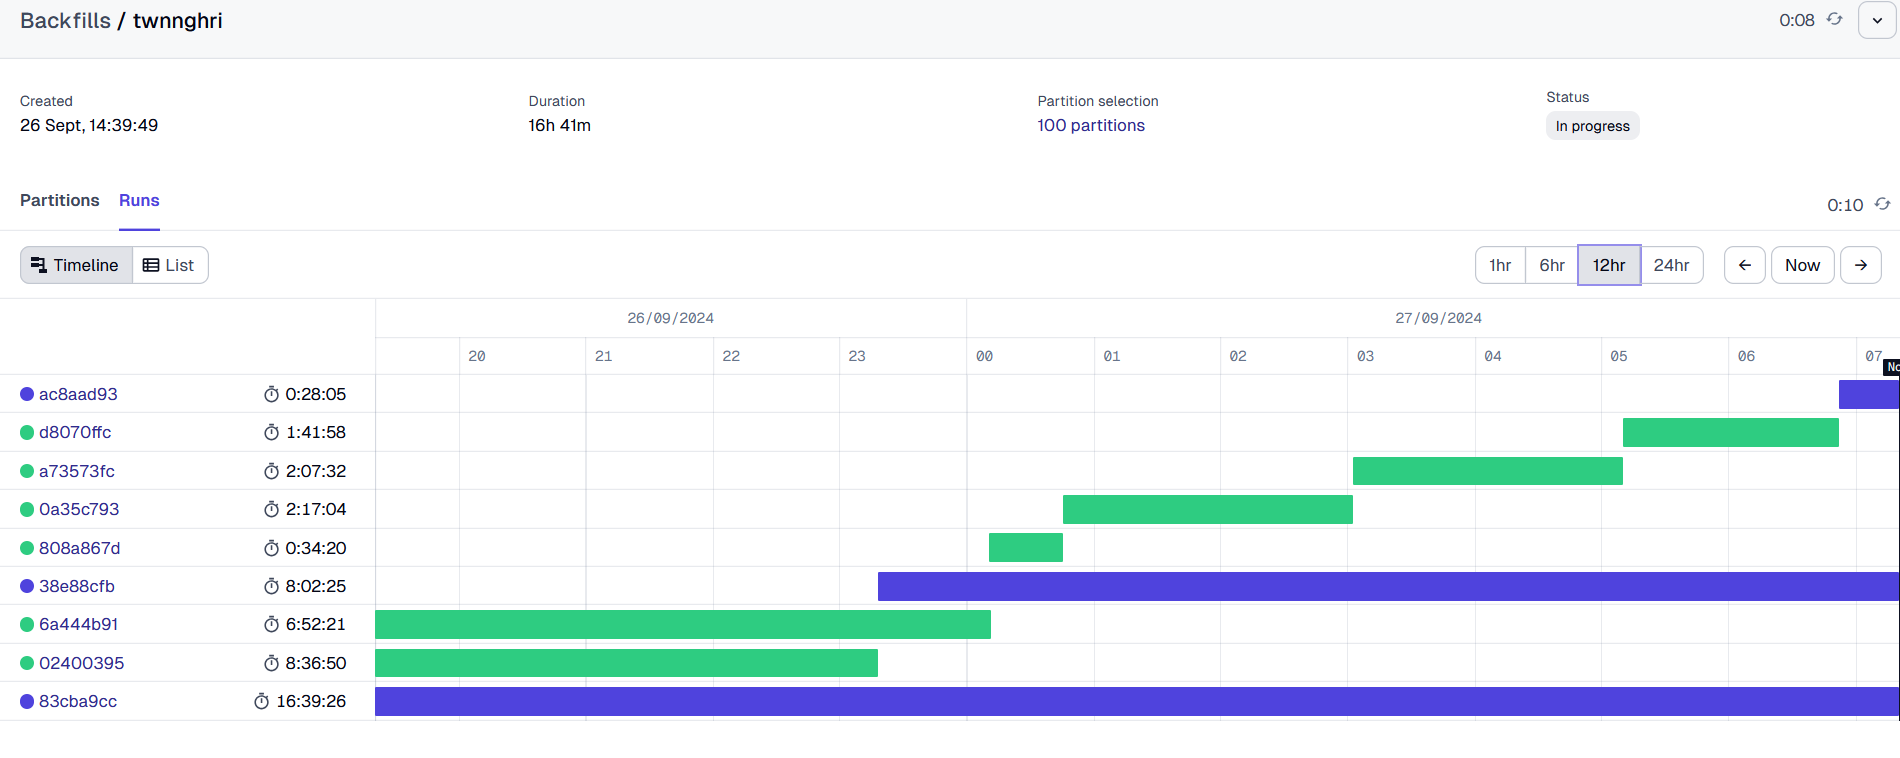 Backfills / twnnghri
0:08
Created
Duration
Partition selection
Status
26 Sept, 14:39:49
16h 41m
100 partitions
In progress
Partitions
Runs
0:10
Timeline
List
1hr
6hr
12hr
24hr
←
Now
→
26/09/2024
27/09/2024
20
21
22
23
00
01
02
03
04
05
06
07
ac8aad93 0:28:05
d8070ffc 1:41:58
a73573fc 2:07:32
0a35c793 2:17:04
808a867d 0:34:20
38e88cfb 8:02:25
6a444b91 6:52:21
02400395 8:36:50
83cba9cc 16:39:26